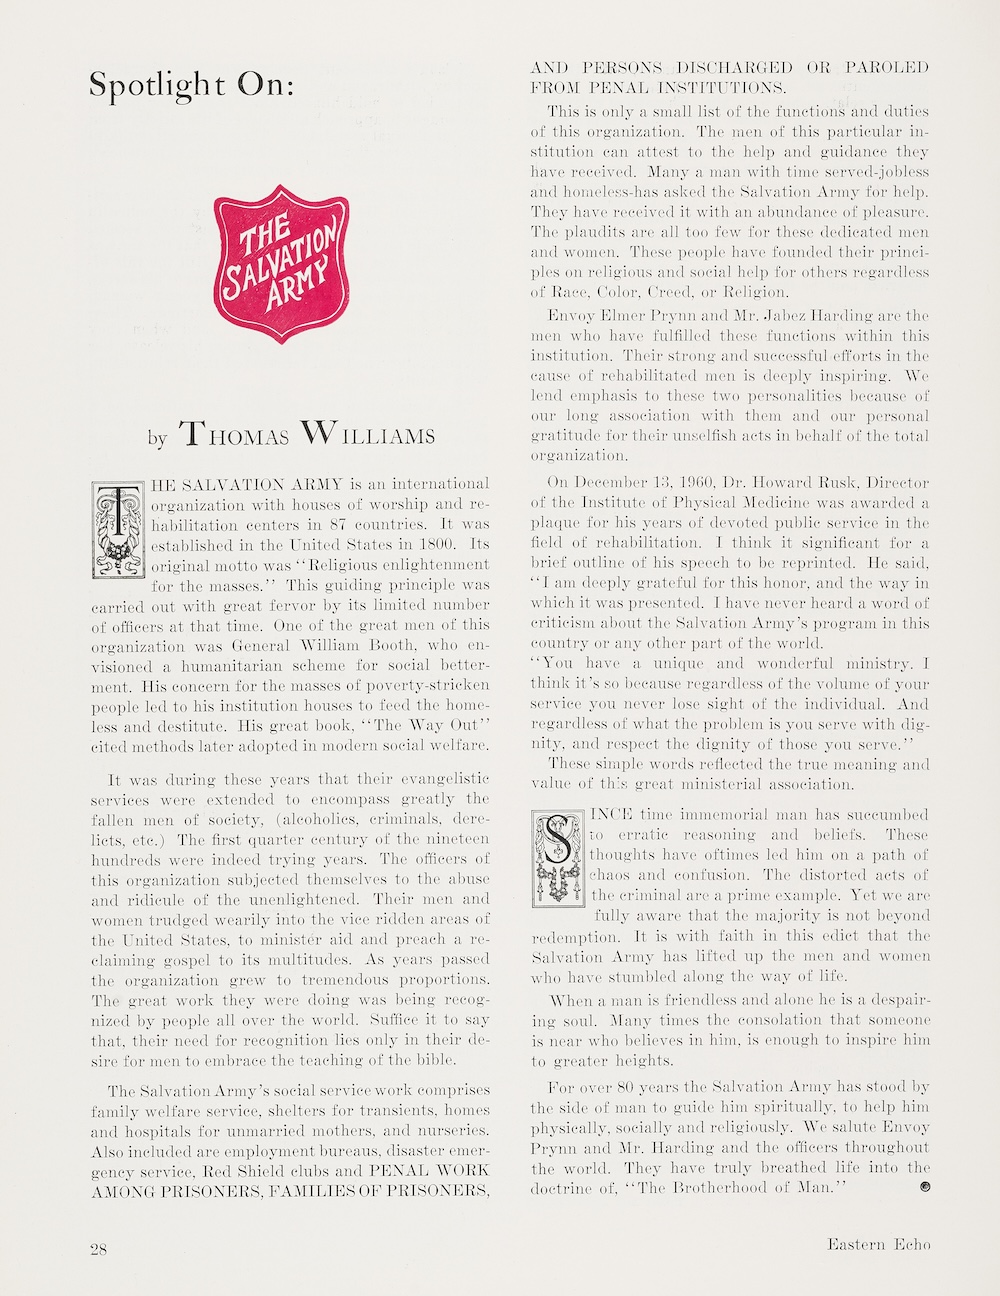 Spotlight On:
THE
SALVATION
ARMY
by THOMAS WILLIAMS
THE SALVATION ARMY is an international
organization with houses of worship and re-
habilitation centers in 87 countries. It was
established in the United States in 1800. Its
original motto was "Religious enlightenment
for the masses." This guiding principle was
carried out with great fervor by its limited number
of officers at that time. One of the great men of this
organization was General William Booth, who en-
visioned a humanitarian scheme for social better-
ment. His concern for the masses of poverty-stricken
people led to his institution houses to feed the home-
less and destitute. His great book, "The Way Out"
cited methods later adopted in modern social welfare.
It was during these years that their evangelistic
services were extended to encompass greatly the
fallen men of society, (alcoholics, criminals, dere-
licts, etc.) The first quarter century of the nineteen
hundreds were indeed trying years. The officers of
this organization subjected themselves to the abuse
and ridicule of the unenlightened. Their men and
women trudged wearily into the vice ridden areas of
the United States, to minister aid and preach a re-
claiming gospel to its multitudes. As years passed
the organization grew to tremendous proportions.
The great work they were doing was being recog-
nized by people all over the world. Suffice it to say
that, their need for recognition lies only in their de-
sire for men to embrace the teaching of the bible.
The Salvation Army's social service work comprises
family welfare service, shelters for transients, homes
and hospitals for unmarried mothers, and nurseries.
Also included are employment bureaus, disaster emer-
gency service, Red Shield clubs and PENAL WORK
AMONG PRISONERS, FAMILIES OF PRISONERS,
AND PERSONS DISCHARGED OR PAROLED
FROM PENAL INSTITUTIONS.
This is only a small list of the functions and duties
of this organization. The men of this particular in-
stitution can attest to the help and guidance they
have received. Many a man with time served-jobless
and homeless-has asked the Salvation Army for help.
They have received it with an abundance of pleasure.
The plaudits are all too few for these dedicated men
and women. These people have founded their princi-
ples on religious and social help for others regardless
of Race, Color, Creed, or Religion.
Envoy Elmer Prynn and Mr. Jabez Harding are the
men who have fulfilled these functions within this
institution. Their strong and successful efforts in the
cause of rehabilitated men is deeply inspiring. We
lend emphasis to these two personalities because of
our long association with them and our personal
gratitude for their unselfish acts in behalf of the total
organization.
On December 13, 1960, Dr. Howard Rusk, Director
of the Institute of Physical Medicine was awarded a
plaque for his years of devoted public service in the
field of rehabilitation. I think it significant for a
brief outline of his speech to be reprinted. He said,
"I am deeply grateful for this honor, and the way in
which it was presented. I have never heard a word of
criticism about the Salvation Army's program in this
country or any other part of the world.
"You have a unique and wonderful ministry. I
think it's so because regardless of the volume of your
service you never lose sight of the individual. And
regardless of what the problem is you serve with dig-
nity, and respect the dignity of those you serve."
These simple words reflected the true meaning and
value of this great ministerial association.
SINCE time immemorial man has succumbed
to erratic reasoning and beliefs. These
thoughts have oftimes led him on a path of
chaos and confusion. The distorted acts of
the criminal are a prime example. Yet we are
fully aware that the majority is not beyond
redemption. It is with faith in this edict that the
Salvation Army has lifted up the men and women
who have stumbled along the way of life.
When a man is friendless and alone he is a despair-
ing soul. Many times the consolation that someone
is near who believes in him, is enough to inspire him
to greater heights.
For over 80 years the Salvation Army has stood by
the side of man to guide him spiritually, to help him
physically, socially and religiously. We salute Envoy
Prynn and Mr. Harding and the officers throughout
the world. They have truly breathed life into the
doctrine of, "The Brotherhood of Man."
28
Eastern Echo